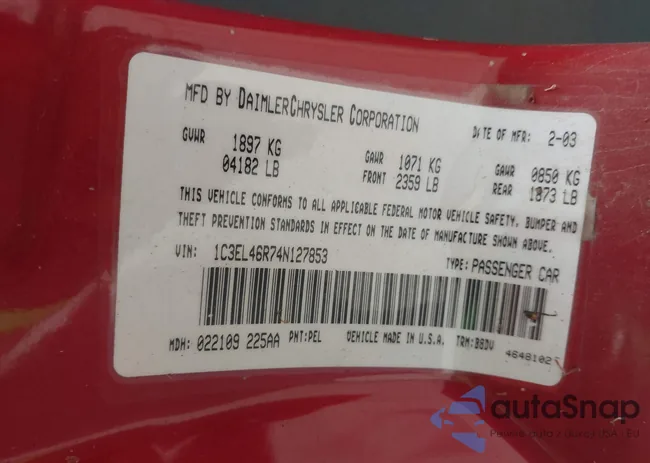 MFD BY DAIMLERCHRYSLER CORPORATION DATE OF MFR: 2-03
GVWR 1897 KG 04182 LB GAWR FRONT 1071 KG 2359 LB GAWR REAR 0850 KG 1873 LB
THIS VEHICLE CONFORMS TO ALL APPLICABLE FEDERAL MOTOR VEHICLE SAFETY, BUMPER AND
THEFT PREVENTION STANDARDS IN EFFECT ON THE DATE OF MANUFACTURE SHOWN ABOVE.
VIN: 1C3EL46R74N127853 TYPE: PASSENGER CAR
MDH: 022109 225AA PNT:PEL VEHICLE MADE IN U.S.A. TRM:B8DV
4648102
autaSnap